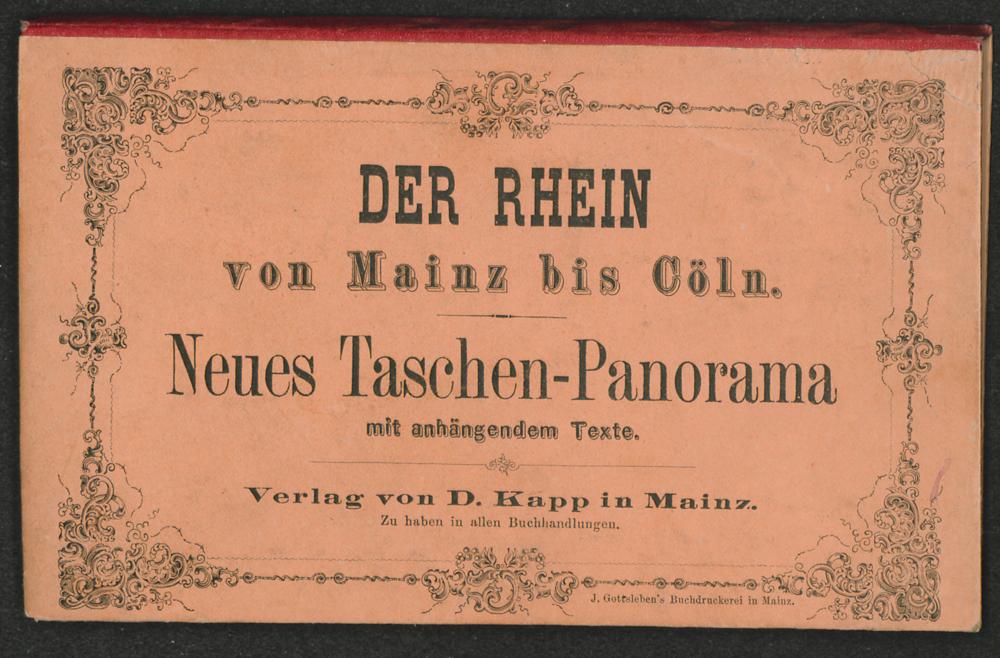 DER RHEIN
von Mainz bis Cöln.
Neues Taschen-Panorama
mit anhängendem Texte.
Verlag von D. Kapp in Mainz.
Zu haben in allen Buchhandlungen.
J. Gottsleben's Buchdruckerei in Mainz.